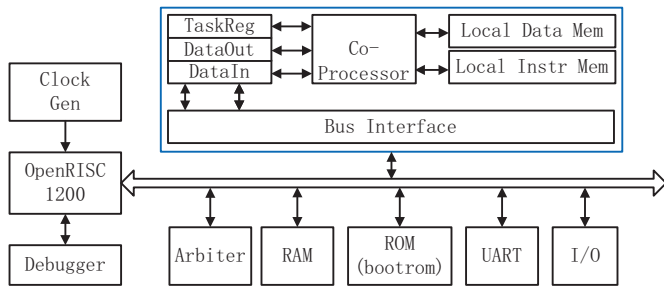 TaskReg
DataOut
DataIn
Co-
Processor
Local Data Mem
Local Instr Mem
Bus Interface
Clock
Gen
OpenRISC
1200
Debugger
Arbiter
RAM
ROM
(bootrom)
UART
I/O